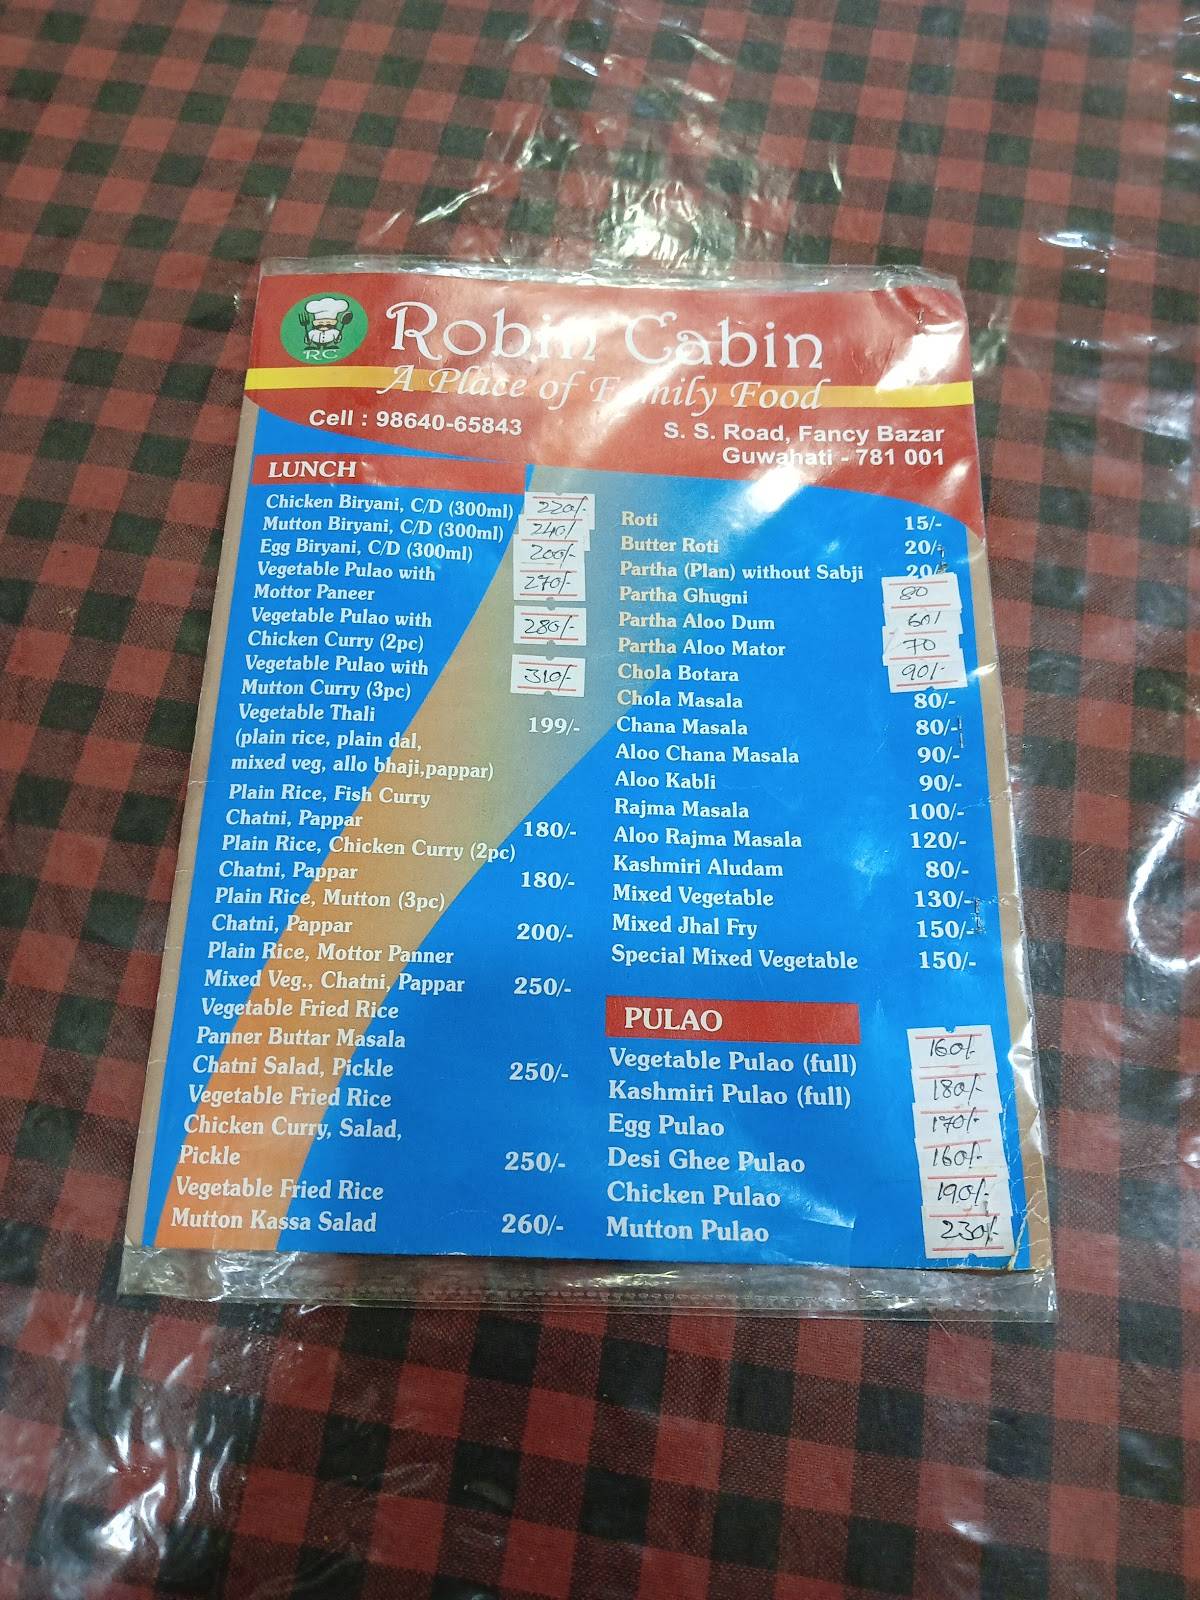 RC
Robin Cabin
A Place of Family Food
Cell : 98640-65843
S. S. Road, Fancy Bazar
Guwahati - 781 001
LUNCH
Chicken Biryani, C/D (300ml) 220/-
Mutton Biryani, C/D (300ml) 240/
Egg Biryani, C/D (300ml) 200/-
Vegetable Pulao with
Mottor Paneer 270/-
Vegetable Pulao with
Chicken Curry (2pc) 280/-
Vegetable Pulao with
Mutton Curry (3pc) 310/-
Vegetable Thali 199/-
(plain rice, plain dal,
mixed veg, allo bhaji,pappar)
Plain Rice, Fish Curry
Chatni, Pappar 180/-
Plain Rice, Chicken Curry (2pc)
Chatni, Pappar 180/-
Plain Rice, Mutton (3pc)
Chatni, Pappar 200/-
Plain Rice, Mottor Panner
Mixed Veg., Chatni, Pappar 250/-
Vegetable Fried Rice
Panner Buttar Masala
Chatni Salad, Pickle 250/-
Vegetable Fried Rice
Chicken Curry, Salad,
Pickle 250/-
Vegetable Fried Rice
Mutton Kassa Salad 260/-
Roti 15/-
Butter Roti 20/-
Partha (Plan) without Sabji 20/-
Partha Ghugni 80
Partha Aloo Dum 60/
Partha Aloo Mator 70
Chola Botara 90/-
Chola Masala 80/-
Chana Masala 80/-
Aloo Chana Masala 90/-
Aloo Kabli 90/-
Rajma Masala 100/-
Aloo Rajma Masala 120/-
Kashmiri Aludam 80/-
Mixed Vegetable 130/-
Mixed Jhal Fry 150/-
Special Mixed Vegetable 150/-
PULAO
Vegetable Pulao (full) 160/-
Kashmiri Pulao (full) 180/-
Egg Pulao 170/-
Desi Ghee Pulao 160/-
Chicken Pulao 190/-
Mutton Pulao 230/-